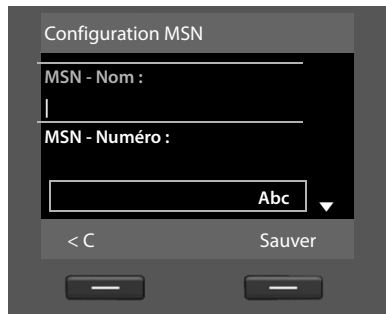 Configuration MSN
MSN - Nom :
MSN - Numéro :
Abc
< C Sauver